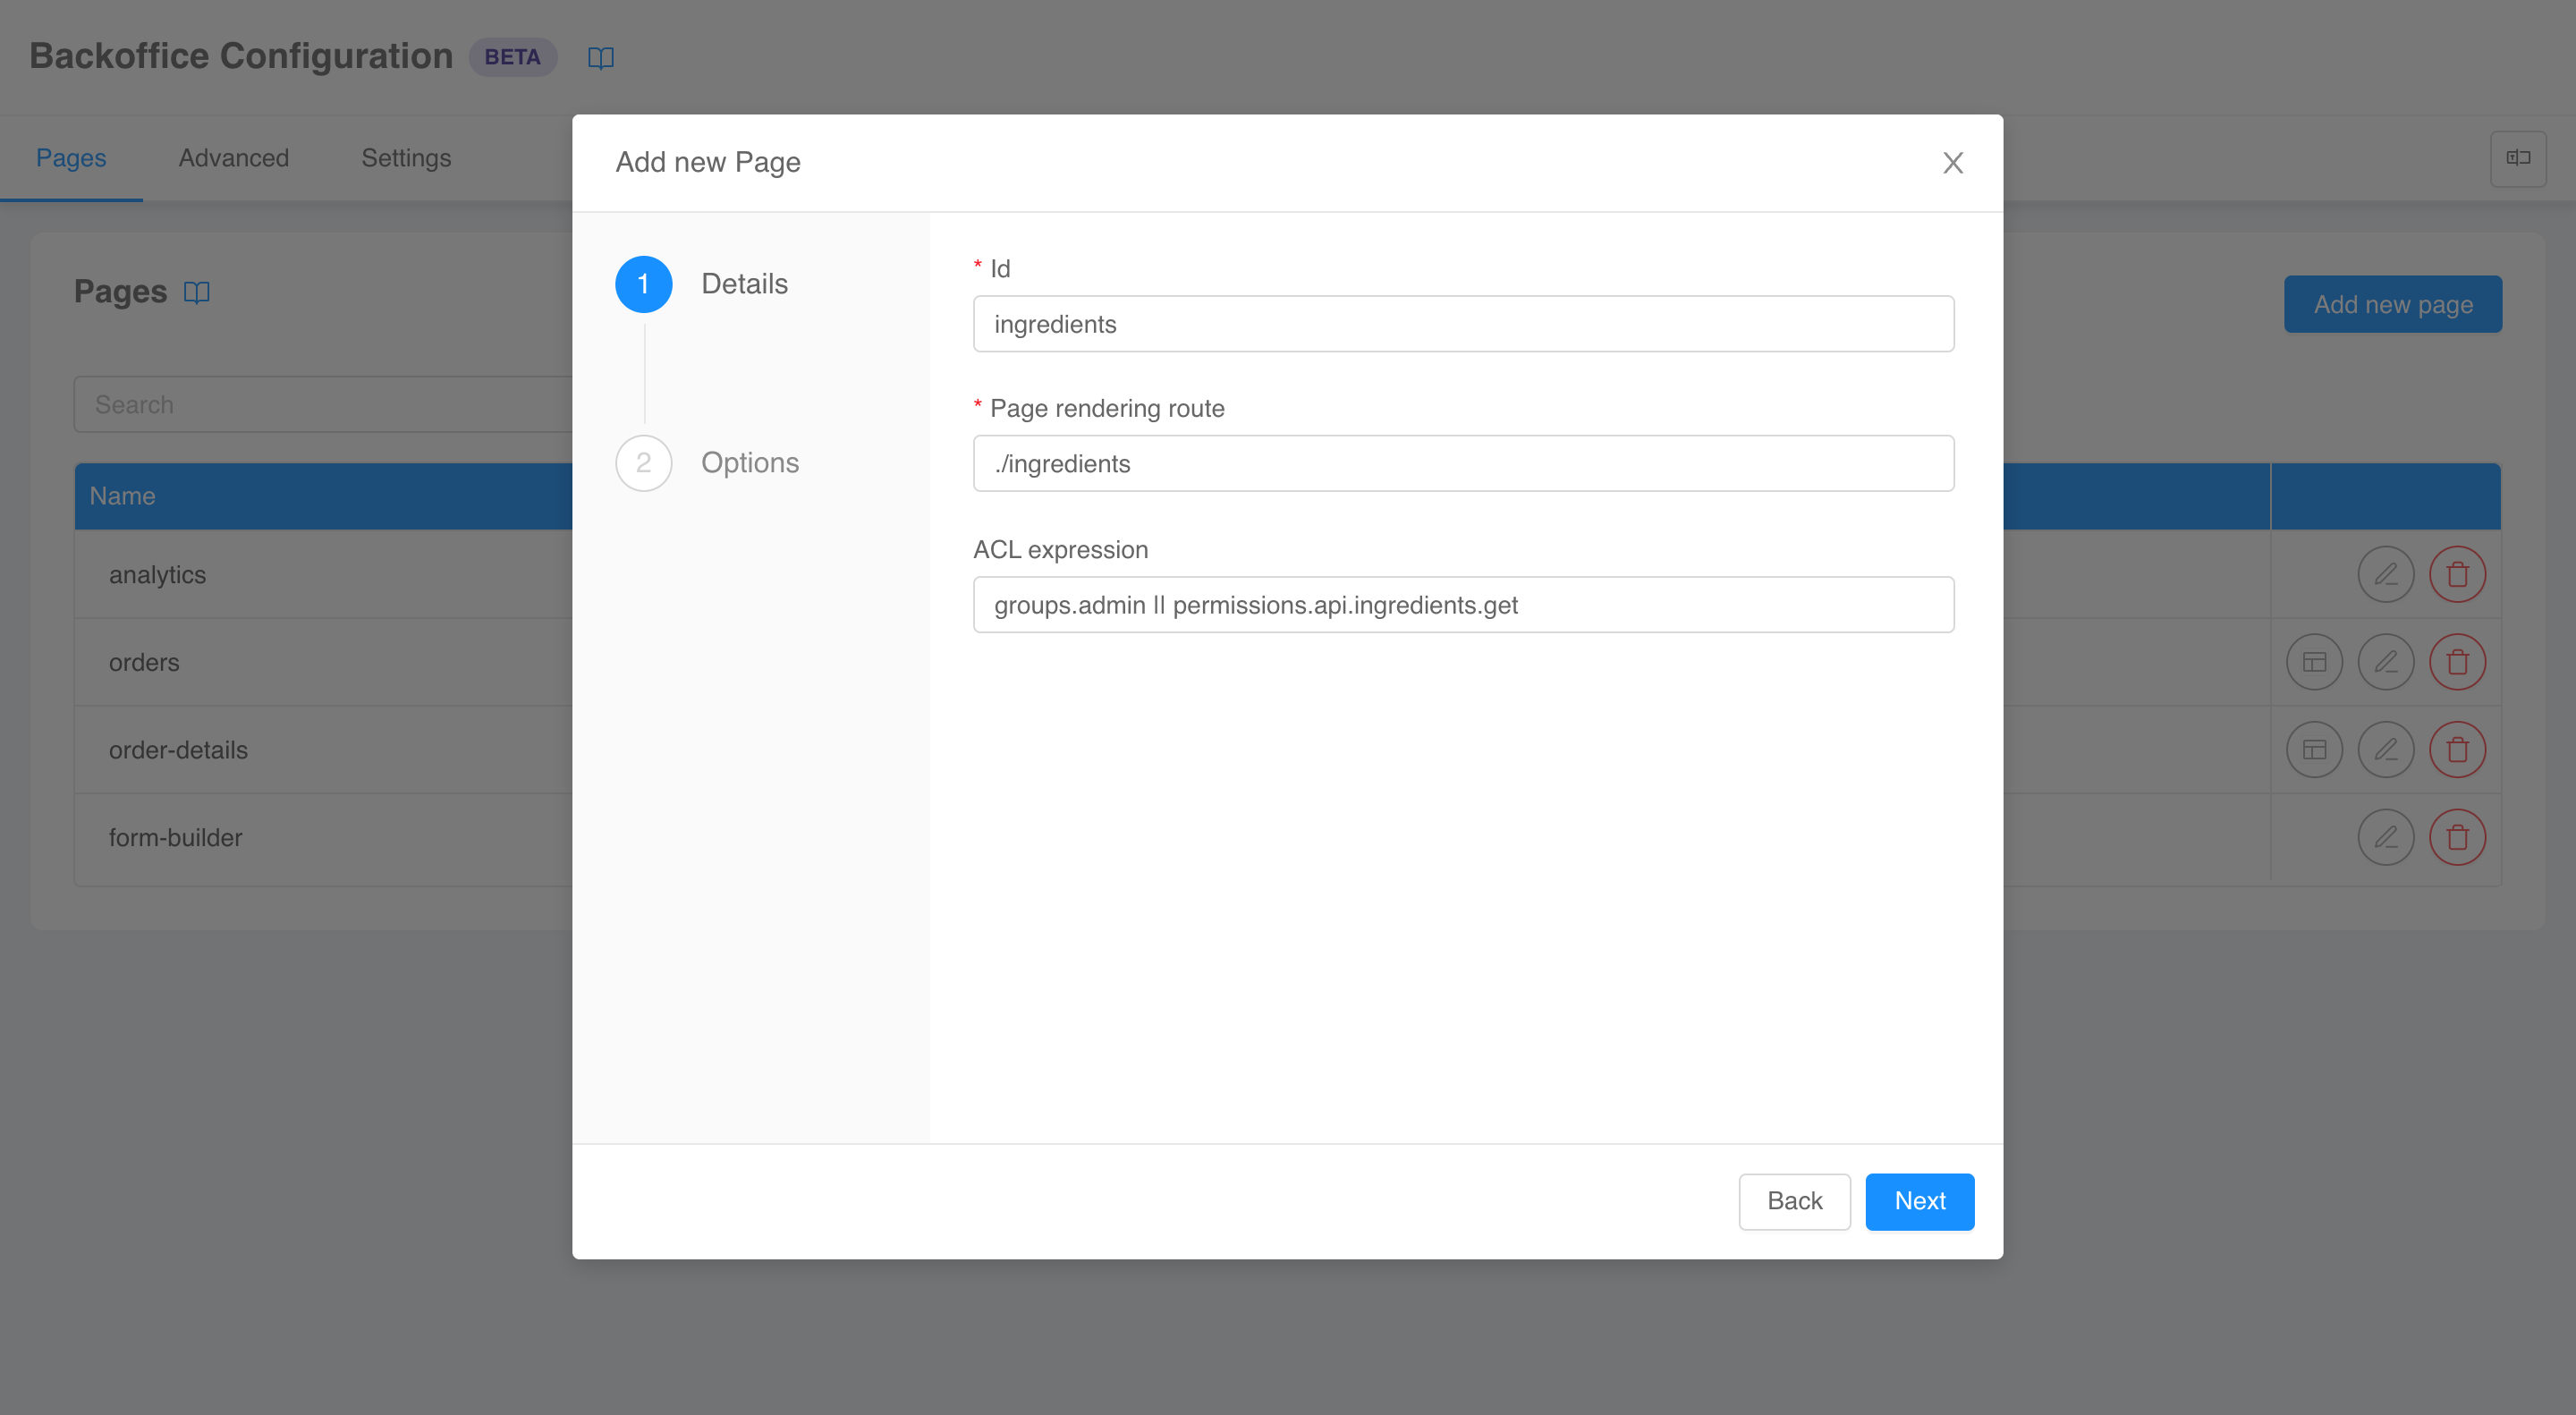 Backoffice Configuration BETA
Pages Advanced Settings
Pages
Add new page
Search
Name
analytics
orders
order-details
form-builder
Add new Page
1 Details
2 Options
* Id
ingredients
* Page rendering route
./ingredients
ACL expression
groups.admin || permissions.api.ingredients.get
Back Next